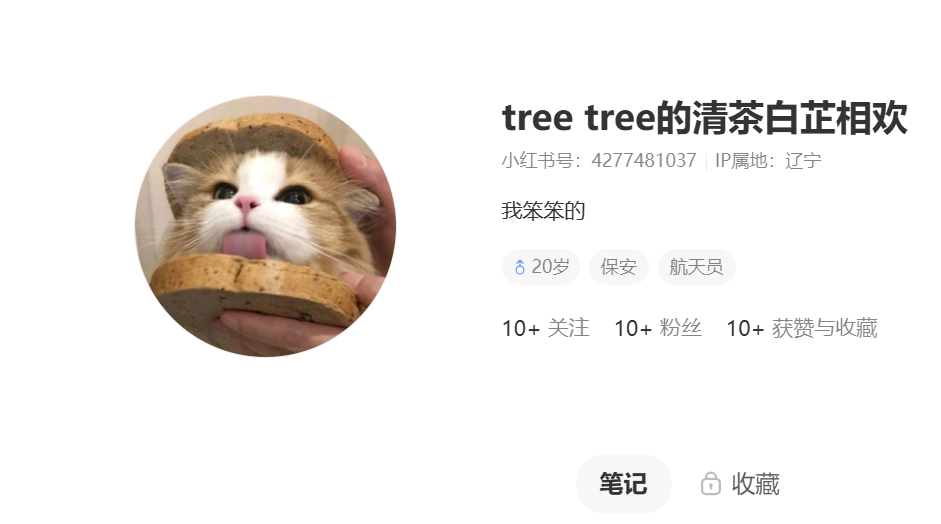 tree tree的清茶白芷相欢
小红书号：4277481037 IP属地：辽宁
我笨笨的
20岁 保安 航天员
10+ 关注 10+ 粉丝 10+ 获赞与收藏
笔记 收藏